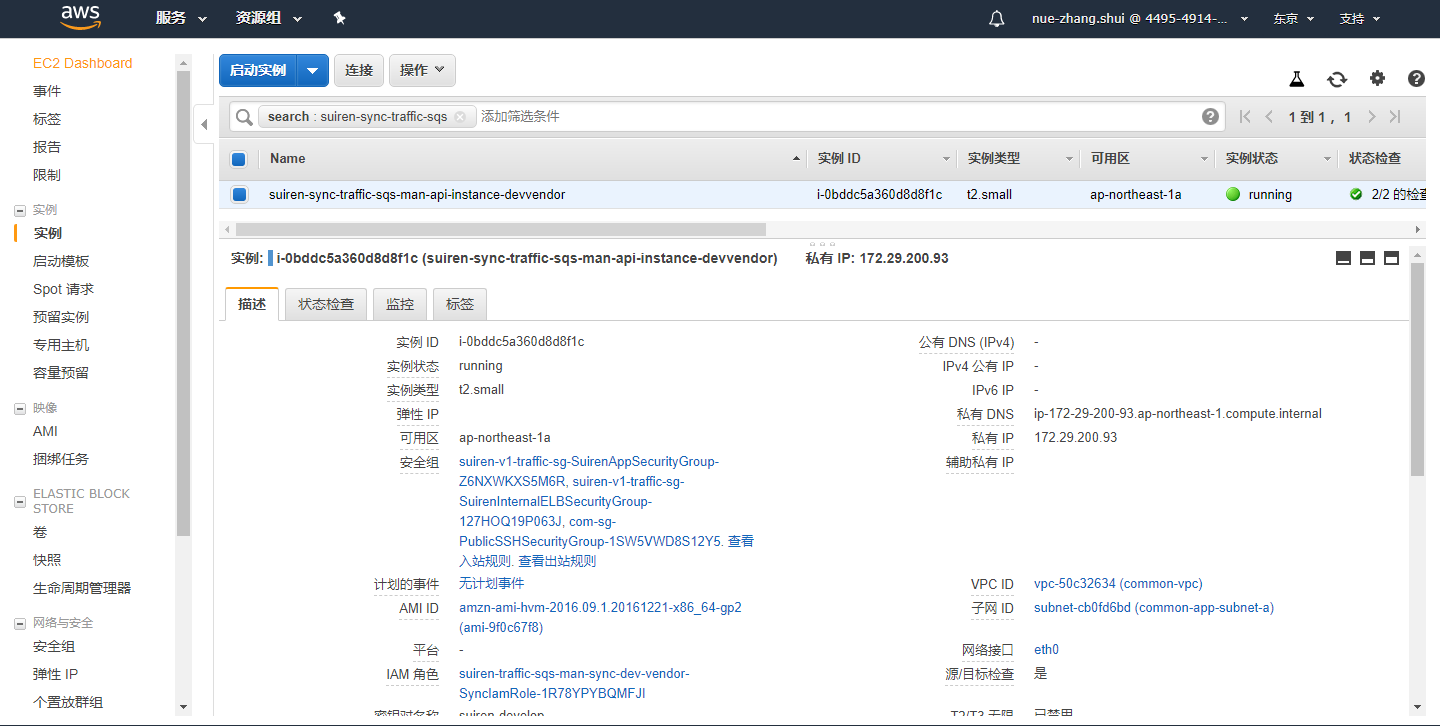 aws
服务
资源组
nue-zhang.shui @ 4495-4914-...
东京
支持
EC2 Dashboard
事件
标签
报告
限制
实例
实例
启动模板
Spot 请求
预留实例
专用主机
容量预留
映像
AMI
捆绑任务
ELASTIC BLOCK
STORE
卷
快照
生命周期管理器
网络与安全
安全组
弹性 IP
个置放群组
启动实例
连接
操作
search : suiren-sync-traffic-sqs
添加筛选条件
1 到 1， 1
Name
实例 ID
实例类型
可用区
实例状态
状态检查
suiren-sync-traffic-sqs-man-api-instance-devvendor
i-0bddc5a360d8d8f1c
t2.small
ap-northeast-1a
running
2/2 的检查
实例: i-0bddc5a360d8d8f1c (suiren-sync-traffic-sqs-man-api-instance-devvendor)
私有 IP: 172.29.200.93
描述
状态检查
监控
标签
实例 ID
i-0bddc5a360d8d8f1c
实例状态
running
实例类型
t2.small
弹性 IP
可用区
ap-northeast-1a
安全组
suiren-v1-traffic-sg-SuirenAppSecurityGroup-
Z6NXWKXS5M6R, suiren-v1-traffic-sg-
SuirenInternalELBSecurityGroup-
127HOQ19P063J, com-sg-
PublicSSHSecurityGroup-1SW5VWD8S12Y5. 查看
入站规则. 查看出站规则
计划的事件
无计划事件
AMI ID
amzn-ami-hvm-2016.09.1.20161221-x86_64-gp2
(ami-9f0c67f8)
平台
-
IAM 角色
suiren-traffic-sqs-man-sync-dev-vendor-
SyncIamRole-1R78YPYBQMFJI
密钥对名称
suiren-develop
公有 DNS (IPv4)
-
IPv4 公有 IP
-
IPv6 IP
-
私有 DNS
ip-172-29-200-93.ap-northeast-1.compute.internal
私有 IP
172.29.200.93
辅助私有 IP
VPC ID
vpc-50c32634 (common-vpc)
子网 ID
subnet-cb0fd6bd (common-app-subnet-a)
网络接口
eth0
源/目标检查
是
T2/T3 无限
已禁用